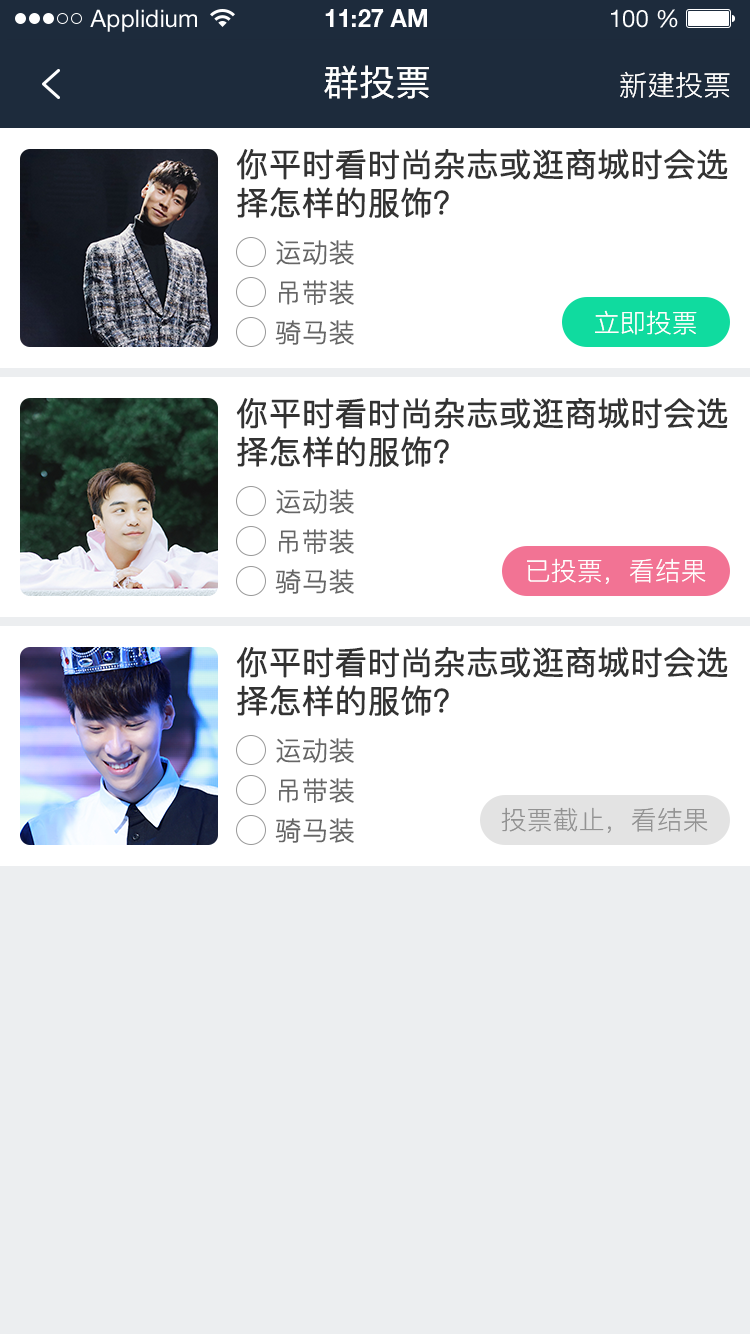 Applidium 11:27 AM 100 %
群投票 新建投票
你平时看时尚杂志或逛商城时会选
择怎样的服饰?
运动装
吊带装
骑马装
立即投票
你平时看时尚杂志或逛商城时会选
择怎样的服饰?
运动装
吊带装
骑马装
已投票，看结果
你平时看时尚杂志或逛商城时会选
择怎样的服饰?
运动装
吊带装
骑马装
投票截止，看结果